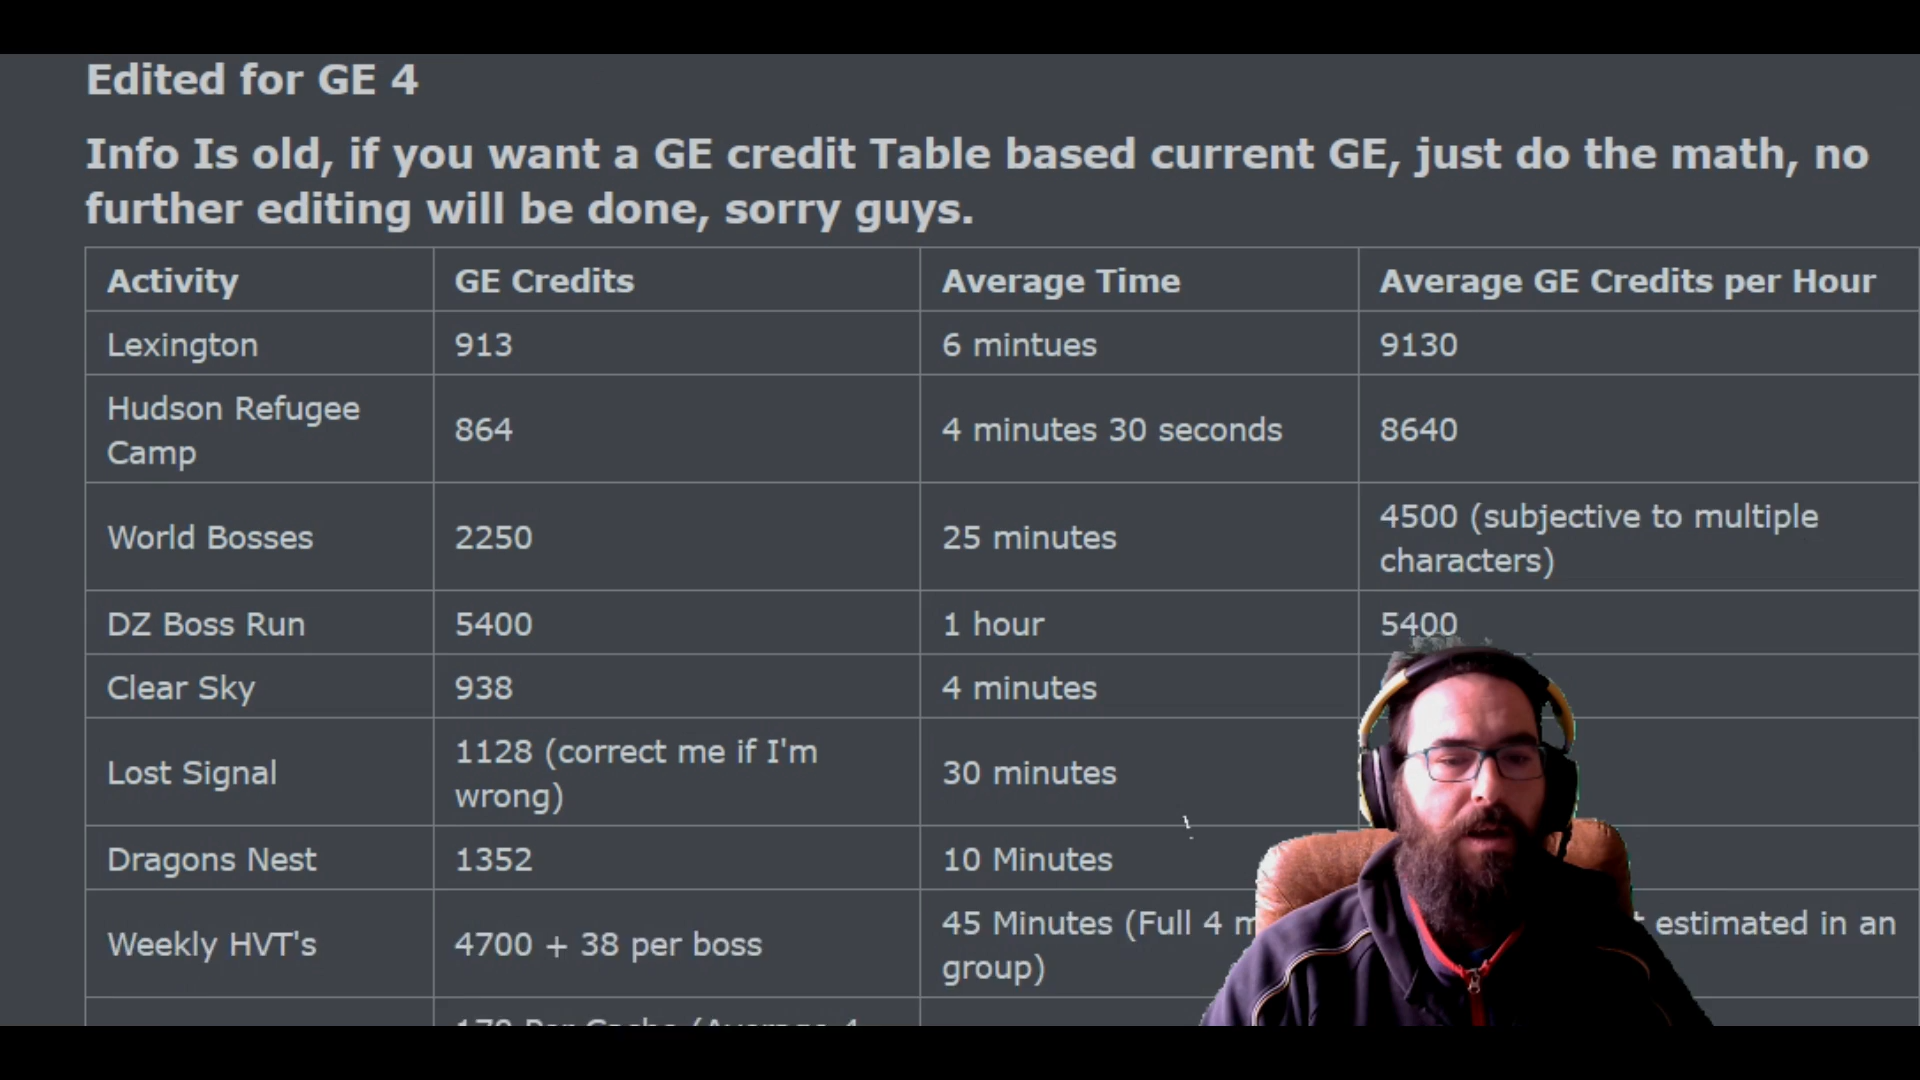 Edited for GE 4
Info Is old, if you want a GE credit Table based current GE, just do the math, no
further editing will be done, sorry guys.
Activity GE Credits Average Time Average GE Credits per Hour
Lexington 913 6 mintues 9130
Hudson Refugee
Camp
864 4 minutes 30 seconds 8640
World Bosses 2250 25 minutes
4500 (subjective to multiple
characters)
DZ Boss Run 5400 1 hour 5400
Clear Sky 938 4 minutes
Lost Signal
1128 (correct me if I'm
wrong)
30 minutes
Dragons Nest 1352 10 Minutes
Weekly HVT's 4700 + 38 per boss
45 Minutes (Full 4
group)
estimated in an